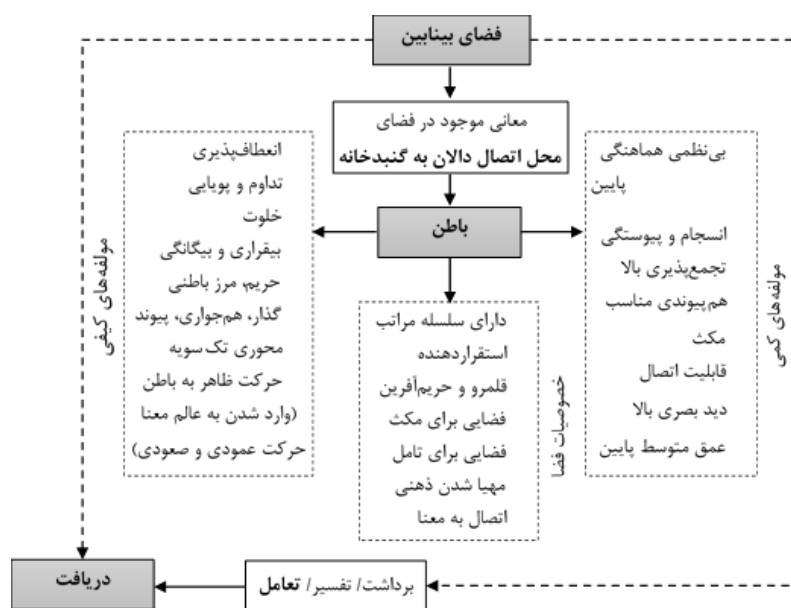 فضای بینابین
معانی موجود در فضای
محل اتصال دالان به گنبدخانه
باطن
بی‌نظمی هماهنگی
پایین
انسجام و پیوستگی
تجمع‌پذیری بالا
هم‌پیوندی مناسب
مکث
قابلیت اتصال
دید بصری بالا
عمق متوسط پایین
مولفه‌های کمی
دارای سلسله مراتب
استقراردهنده
قلمرو و حریم‌آفرین
فضایی برای مکث
فضایی برای تامل
مهیا شدن ذهنی
اتصال به معنا
خصوصیات فضا
انعطاف‌پذیری
تداوم و پویایی
خلوت
بیقراری و بیگانگی
حریم، مرز باطنی
گذار، هم‌جواری، پیوند
محوری تک‌سویه
حرکت ظاهر به باطن
(وارد شدن به عالم معنا
حرکت عمودی و صعودی)
مولفه‌های کیفی
برداشت/ تفسیر/ تعامل
دریافت